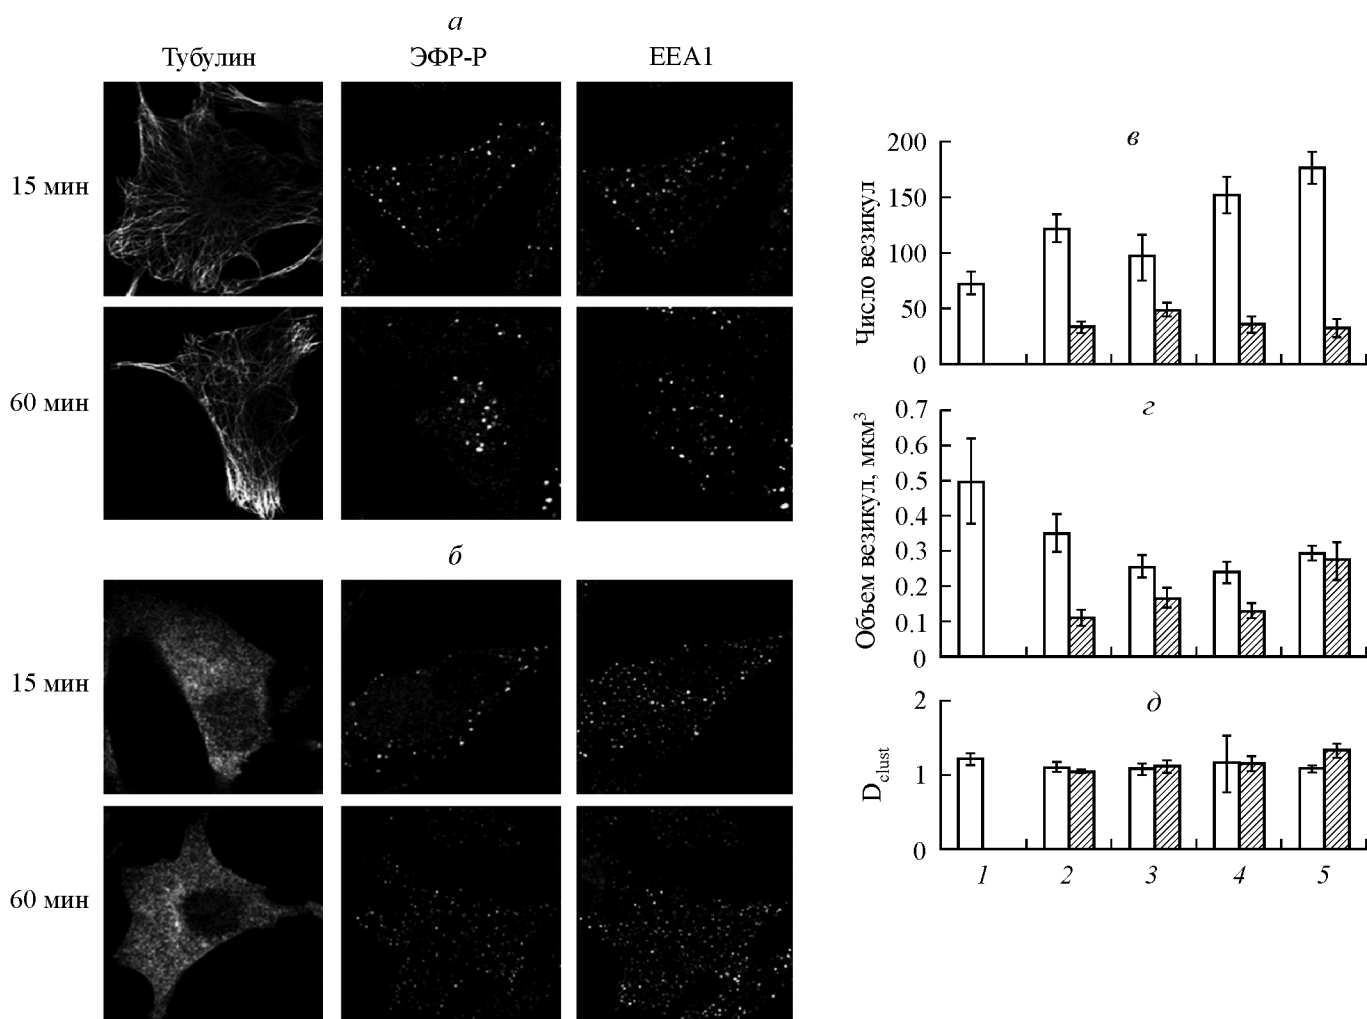 а
Тубулин ЭФР-Р EEA1
15 мин
60 мин
б
15 мин
60 мин
в
Число везикул
200
150
100
50
0
г
Объем везикул, мкм³
0.7
0.6
0.5
0.4
0.3
0.2
0.1
0
д
D clust
2
1
0
1 2 3 4 5